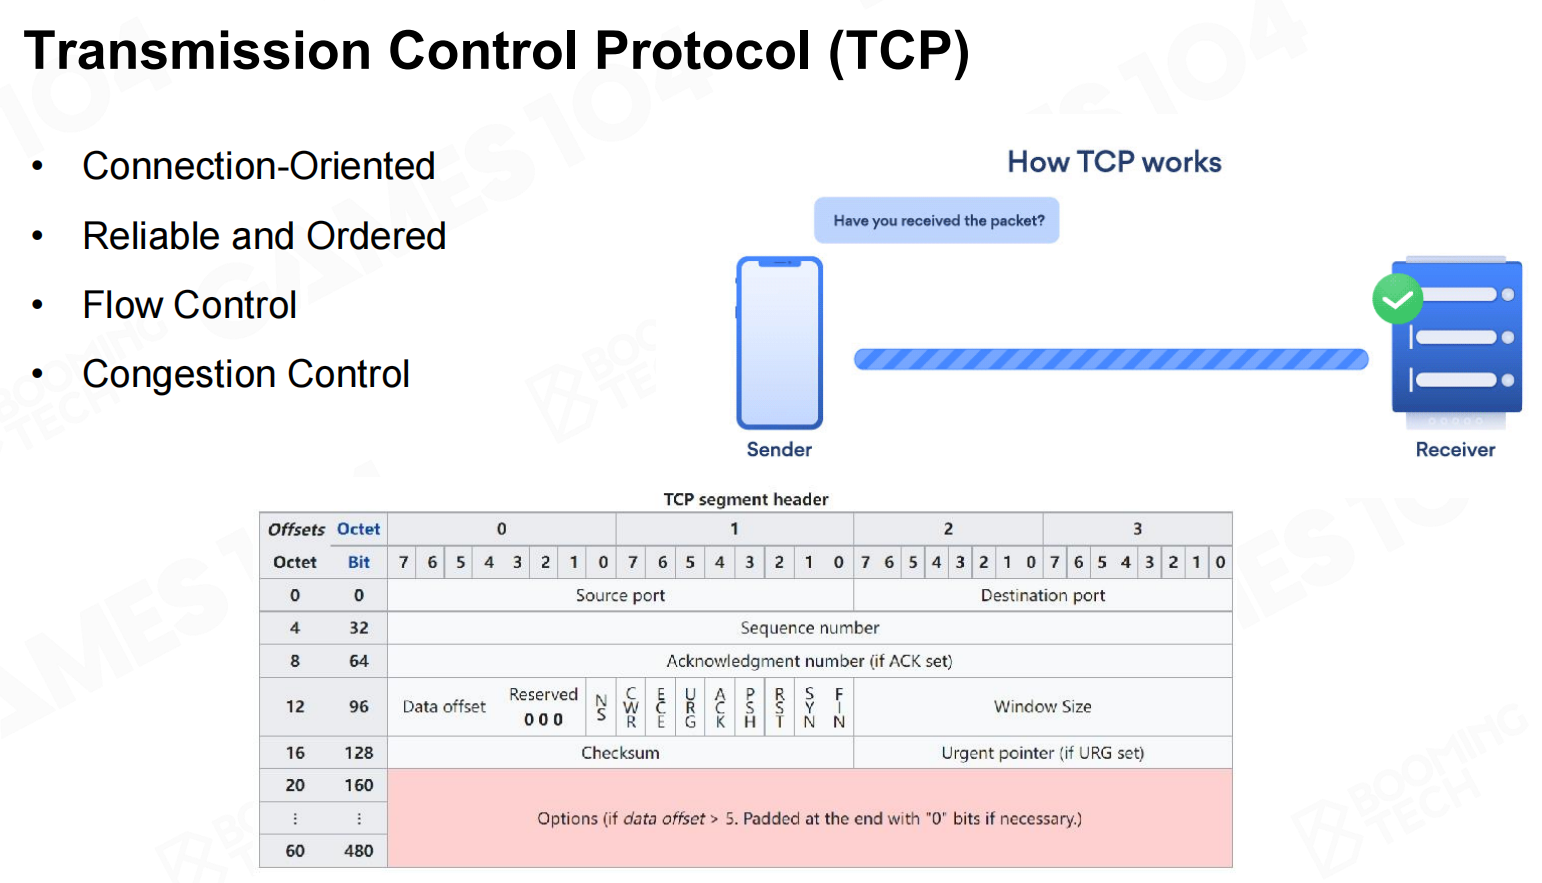 Transmission Control Protocol (TCP)
• Connection-Oriented
• Reliable and Ordered
• Flow Control
• Congestion Control
How TCP works
Have you received the packet?
Sender
Receiver
TCP segment header
Offsets Octet 0 1 2 3
Octet Bit 7 6 5 4 3 2 1 0 7 6 5 4 3 2 1 0 7 6 5 4 3 2 1 0 7 6 5 4 3 2 1 0
0 0 Source port Destination port
4 32 Sequence number
8 64 Acknowledgment number (if ACK set)
12 96 Data offset Reserved 0 0 0 NS CWR ECE URG ACK PSH RST SYN FIN Window Size
16 128 Checksum Urgent pointer (if URG set)
20 160
⋮ ⋮ Options (if data offset > 5. Padded at the end with "0" bits if necessary.)
60 480
GAMES 104
BOOMING TECH